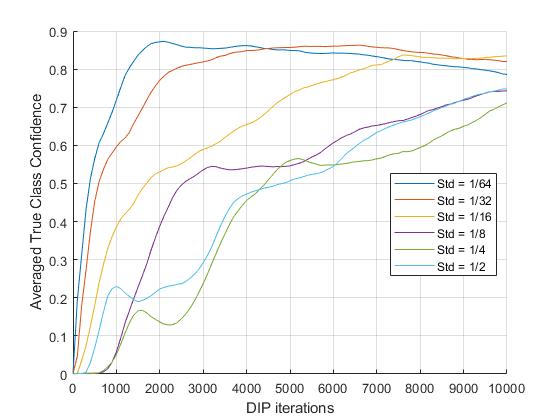 Averaged True Class Confidence
0.9
0.8
0.7
0.6
0.5
0.4
0.3
0.2
0.1
0
Std = 1/64
Std = 1/32
Std = 1/16
Std = 1/8
Std = 1/4
Std = 1/2
0 1000 2000 3000 4000 5000 6000 7000 8000 9000 10000
DIP iterations